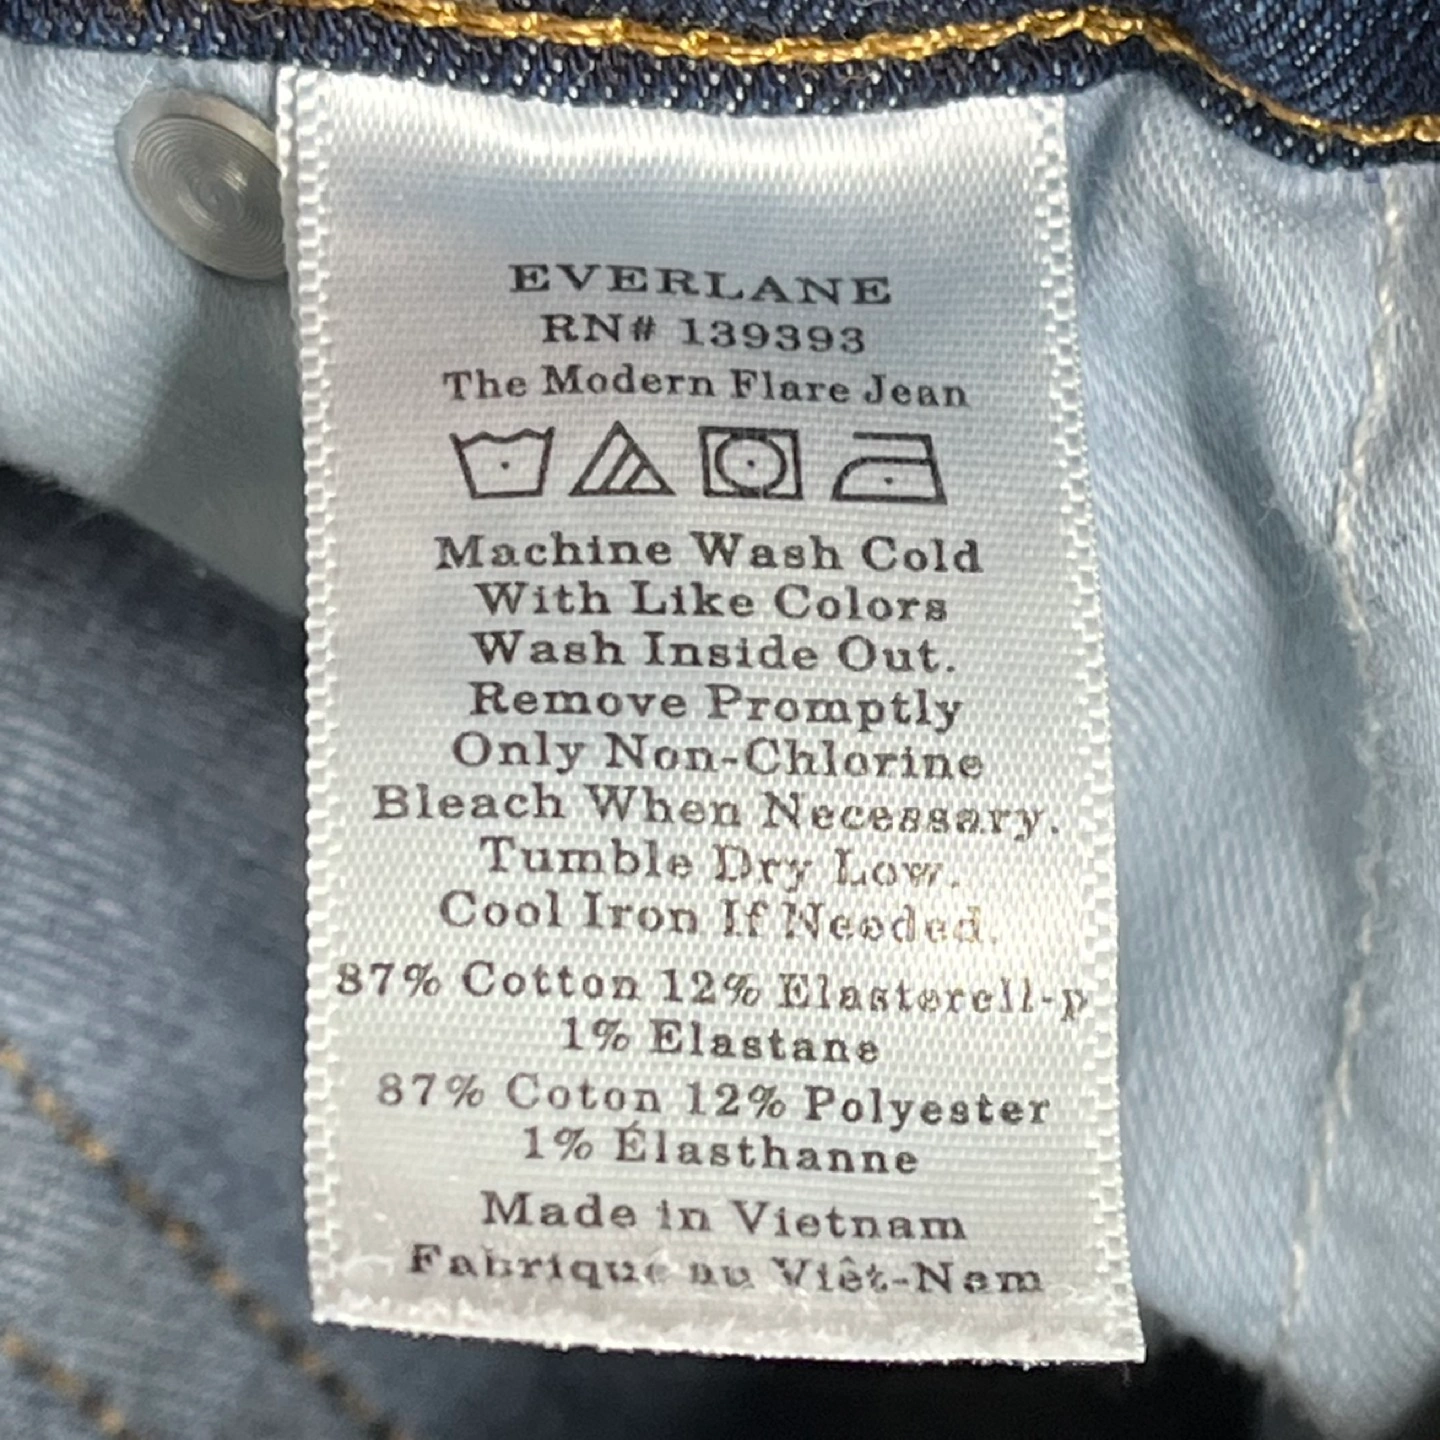 EVERLANE
RN# 139393
The Modern Flare Jean
Machine Wash Cold
With Like Colors
Wash Inside Out.
Remove Promptly
Only Non-Chlorine
Bleach When Necessary.
Tumble Dry Low.
Cool Iron If Needed.
87% Cotton 12% Elasterell-p
1% Elastane
87% Coton 12% Polyester
1% Élasthanne
Made in Vietnam
Fabriqué au Viêt-Nam